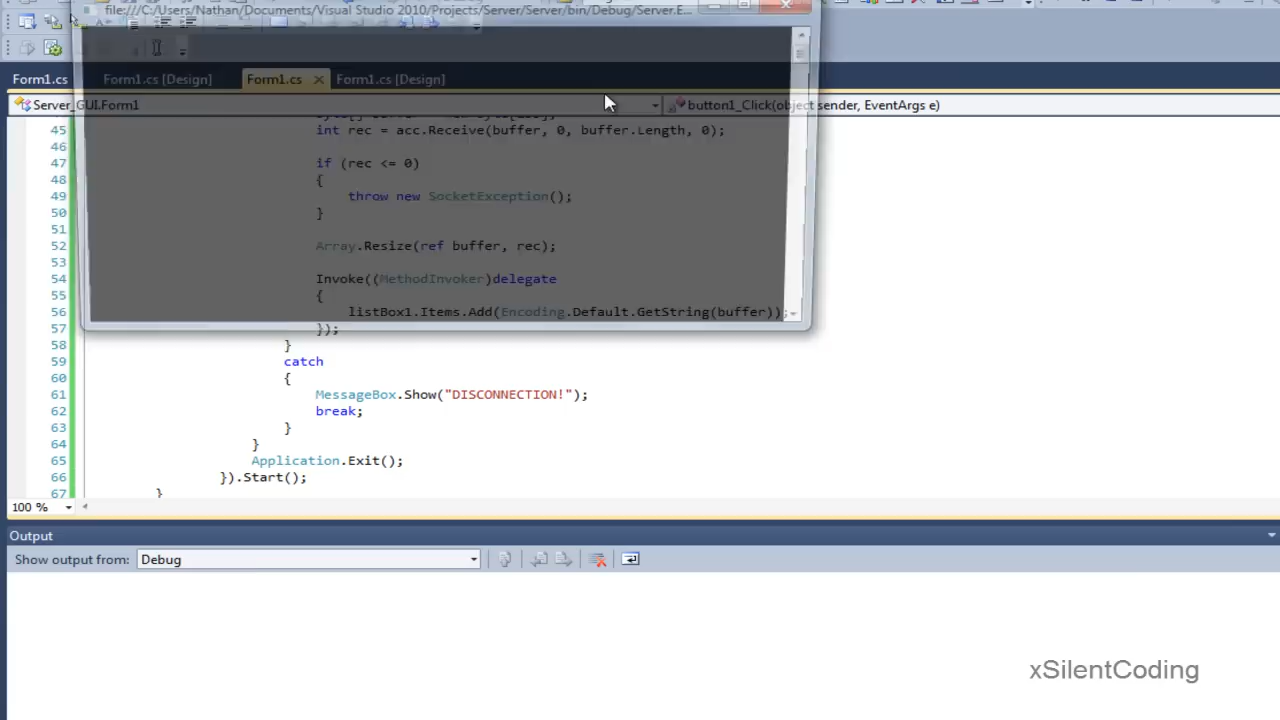 file:///C:/Users/Nathan/Documents/Visual Studio 2010/Projects/Server/Server/bin/Debug/Server.E...
Form1.cs
Form1.cs [Design]
Form1.cs
Form1.cs [Design]
Server_GUI.Form1
button1_Click(object sender, EventArgs e)
45 int rec = acc.Receive(buffer, 0, buffer.Length, 0);
46
47 if (rec <= 0)
48 {
49 throw new SocketException();
50 }
51
52 Array.Resize(ref buffer, rec);
53
54 Invoke((MethodInvoker)delegate
55 {
56 listBox1.Items.Add(Encoding.Default.GetString(buffer));
57 });
58 }
59 catch
60 {
61 MessageBox.Show("DISCONNECTION!");
62 break;
63 }
64 }
65 Application.Exit();
66 }).Start();
67 }
100 %
Output
Show output from: Debug
xSilentCoding